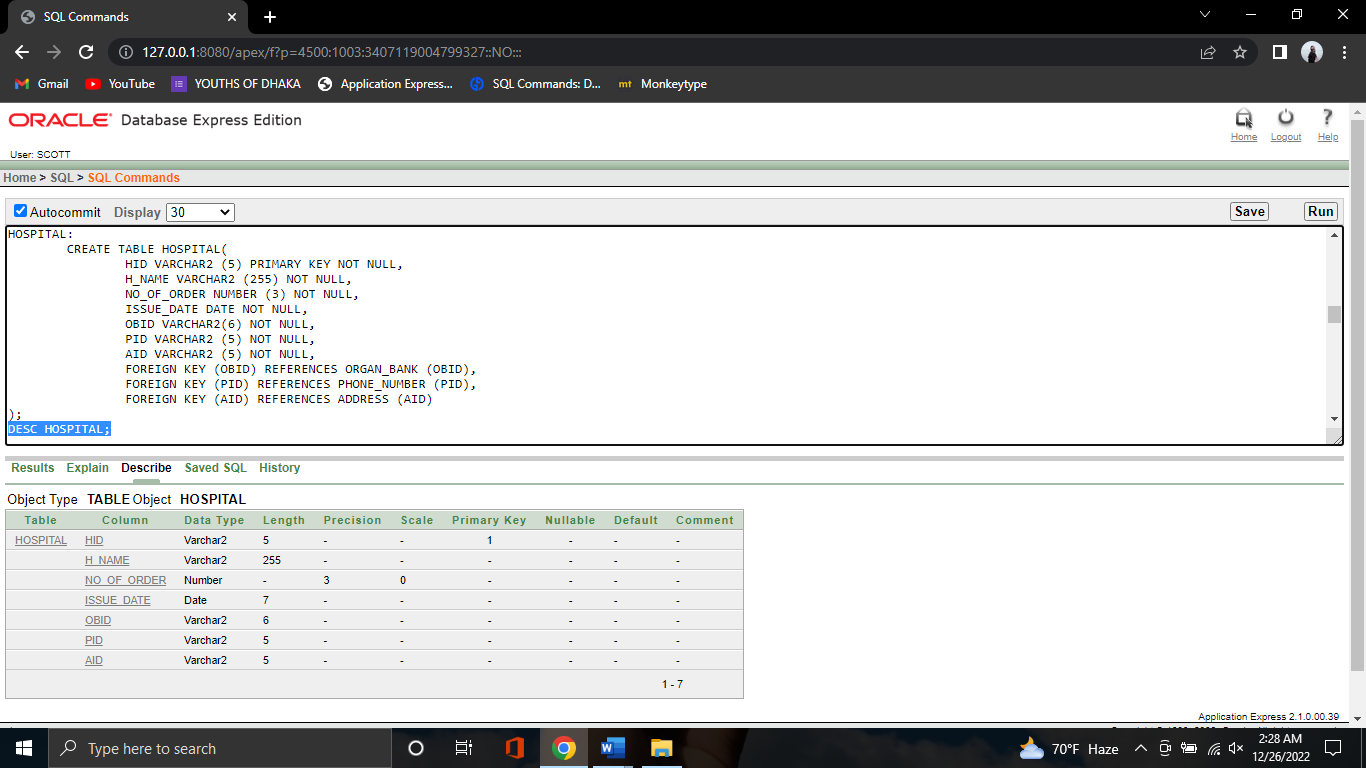 SQL Commands
127.0.0.1:8080/apex/f?p=4500:1003:3407119004799327::NO:::
Gmail YouTube YOUTHS OF DHAKA Application Express... SQL Commands: D... mt Monkeytype
ORACLE Database Express Edition
Home Logout Help
User: SCOTT
Home > SQL > SQL Commands
Autocommit Display 30 Save Run
HOSPITAL:
CREATE TABLE HOSPITAL(
HID VARCHAR2 (5) PRIMARY KEY NOT NULL,
H_NAME VARCHAR2 (255) NOT NULL,
NO_OF_ORDER NUMBER (3) NOT NULL,
ISSUE_DATE DATE NOT NULL,
OBID VARCHAR2(6) NOT NULL,
PID VARCHAR2 (5) NOT NULL,
AID VARCHAR2 (5) NOT NULL,
FOREIGN KEY (OBID) REFERENCES ORGAN_BANK (OBID),
FOREIGN KEY (PID) REFERENCES PHONE_NUMBER (PID),
FOREIGN KEY (AID) REFERENCES ADDRESS (AID)
);
DESC HOSPITAL;
Results Explain Describe Saved SQL History
Object Type TABLE Object HOSPITAL
Table Column Data Type Length Precision Scale Primary Key Nullable Default Comment
HOSPITAL HID Varchar2 5 - - 1 - - -
H_NAME Varchar2 255 - - - - - -
NO_OF_ORDER Number - 3 0 - - - -
ISSUE_DATE Date 7 - - - - - -
OBID Varchar2 6 - - - - - -
PID Varchar2 5 - - - - - -
AID Varchar2 5 - - - - - -
1 - 7
Application Express 2.1.0.00.39
Type here to search
70°F Haze
2:28 AM
12/26/2022